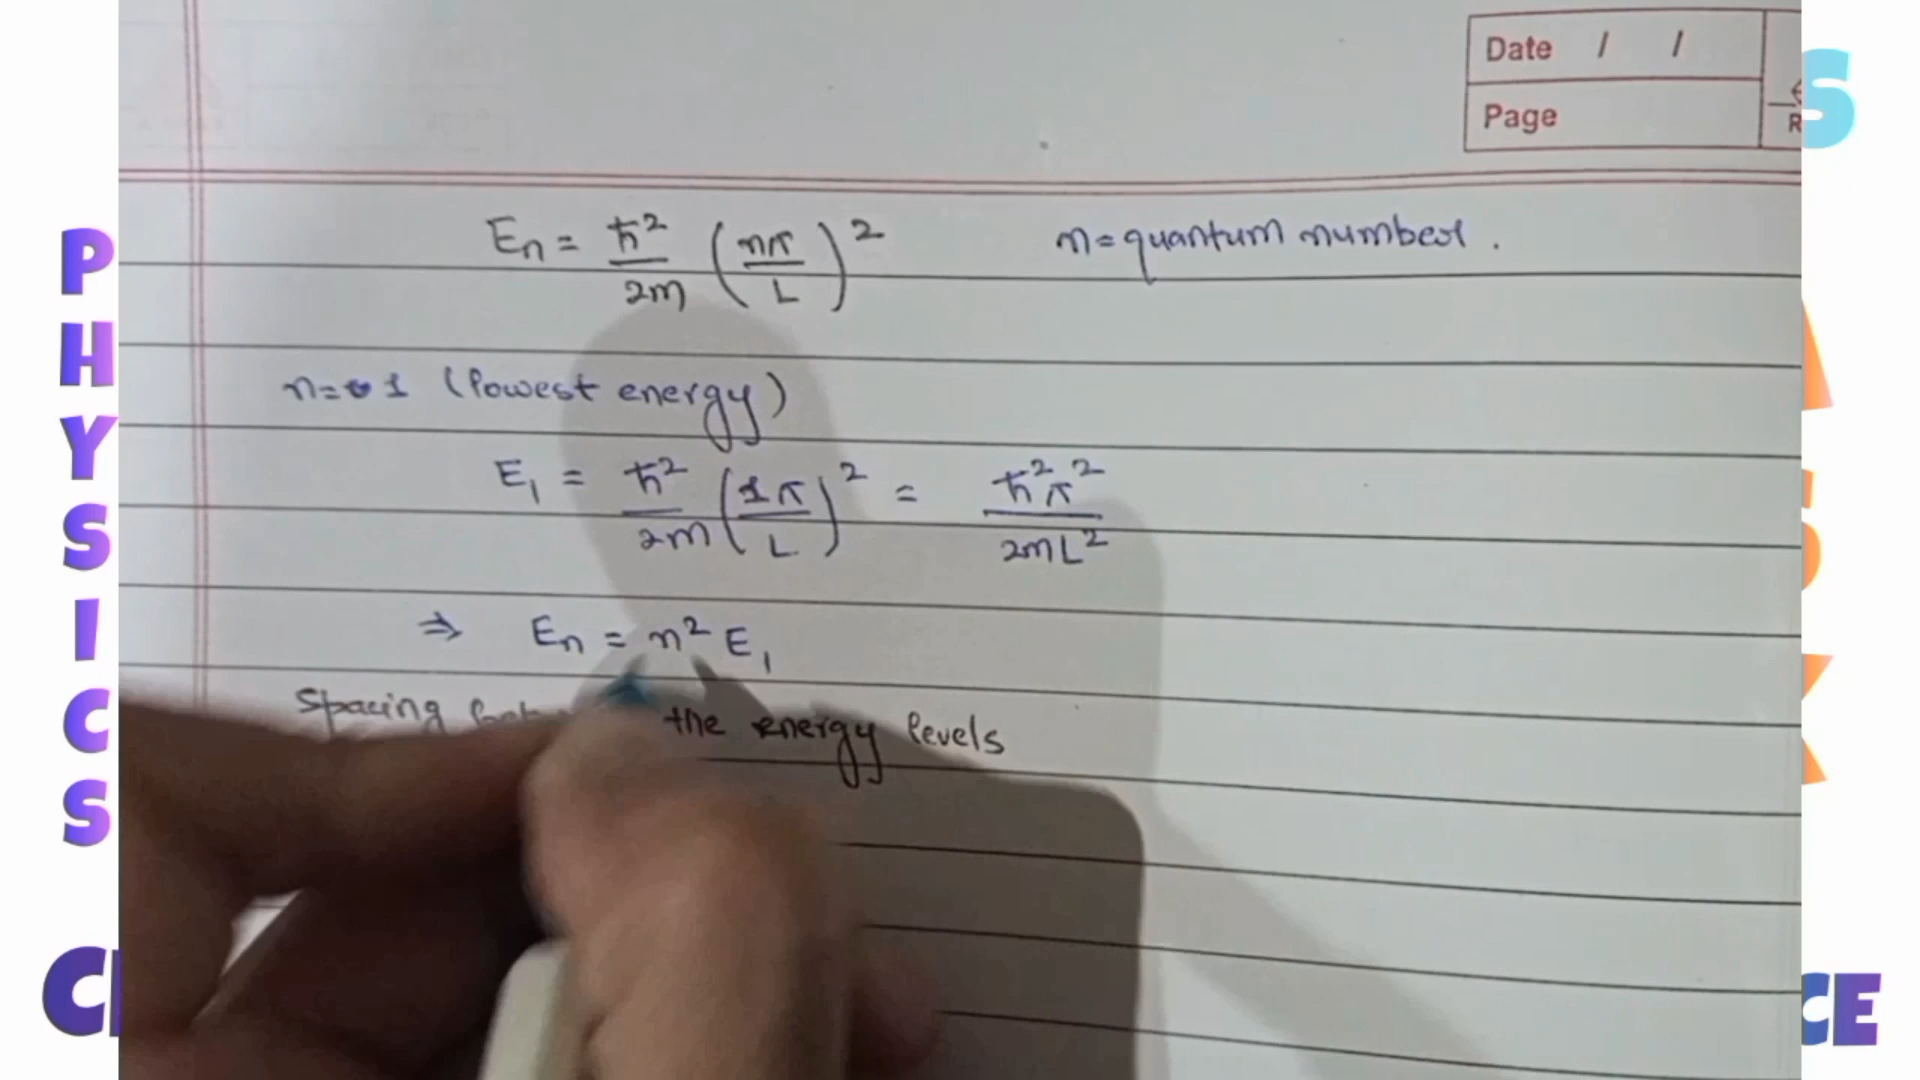 Date / /
Page
Eₙ = ħ²/2m (nπ/L)² n = quantum number.
n = 1 (lowest energy)
E₁ = ħ²/2m (1π/L)² = ħ²π²/2mL²
⇒ Eₙ = n² E₁
Spacing the energy levels
PHYSICS
S
CE